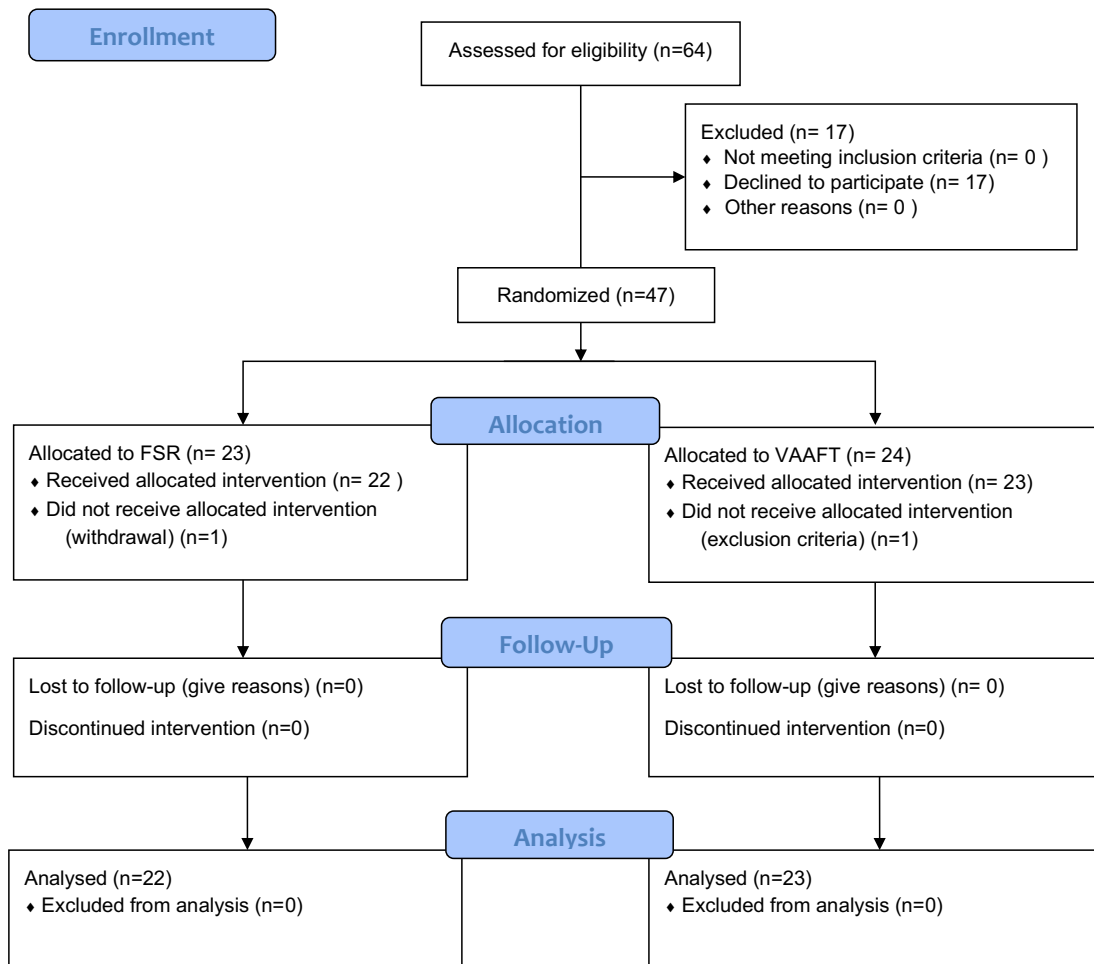 Enrollment
Assessed for eligibility (n=64)
Excluded (n= 17)
♦ Not meeting inclusion criteria (n= 0 )
♦ Declined to participate (n= 17)
♦ Other reasons (n= 0 )
Randomized (n=47)
Allocation
Allocated to FSR (n= 23)
♦ Received allocated intervention (n= 22 )
♦ Did not receive allocated intervention
(withdrawal) (n=1)
Allocated to VAAFT (n= 24)
♦ Received allocated intervention (n= 23)
♦ Did not receive allocated intervention
(exclusion criteria) (n=1)
Follow-Up
Lost to follow-up (give reasons) (n=0)
Discontinued intervention (n=0)
Lost to follow-up (give reasons) (n= 0)
Discontinued intervention (n=0)
Analysis
Analysed (n=22)
♦ Excluded from analysis (n=0)
Analysed (n=23)
♦ Excluded from analysis (n=0)